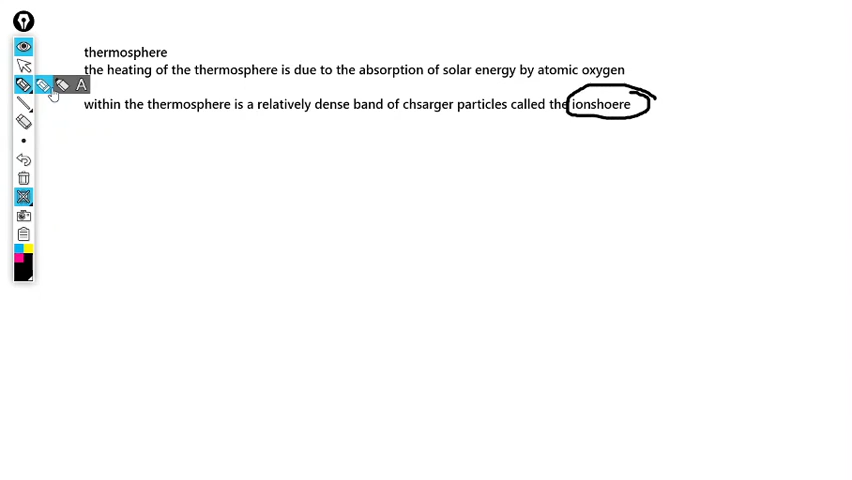 thermosphere
the heating of the thermosphere is due to the absorption of solar energy by atomic oxygen
within the thermosphere is a relatively dense band of chsarger particles called the ionshoere
A